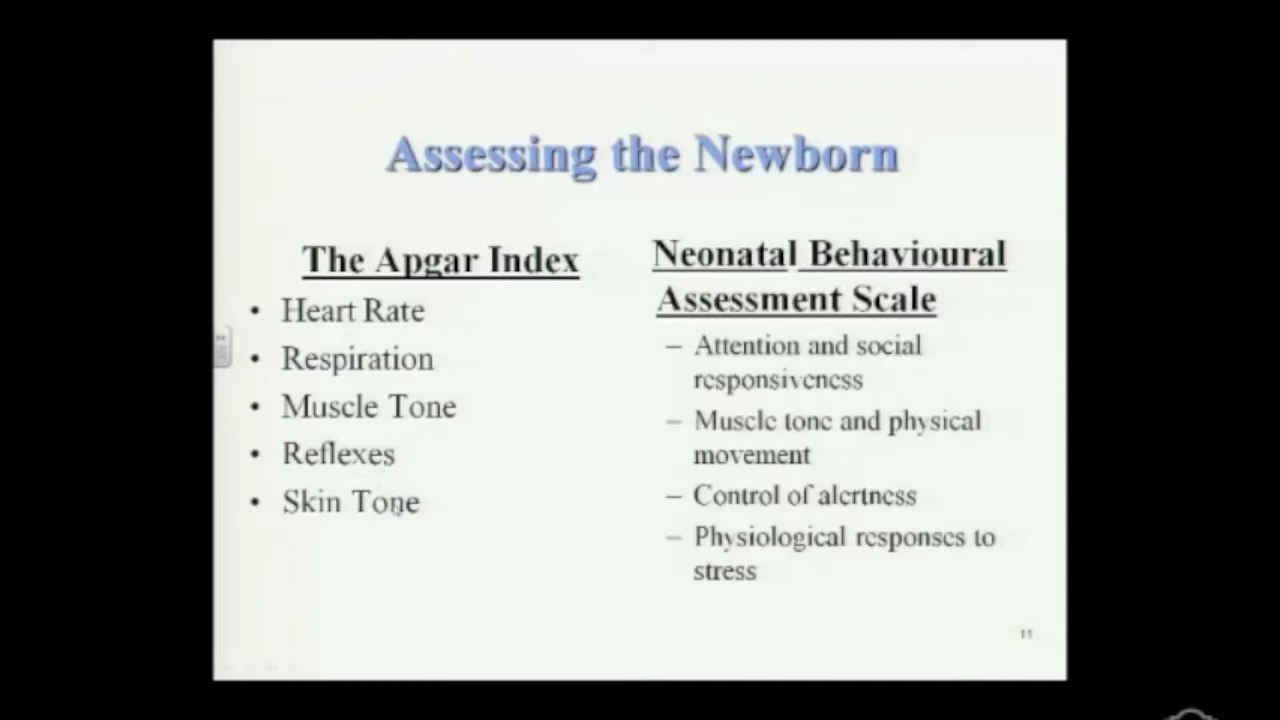 Assessing the Newborn
The Apgar Index
• Heart Rate
• Respiration
• Muscle Tone
• Reflexes
• Skin Tone
Neonatal Behavioural
Assessment Scale
– Attention and social
responsiveness
– Muscle tone and physical
movement
– Control of alertness
– Physiological responses to
stress
11